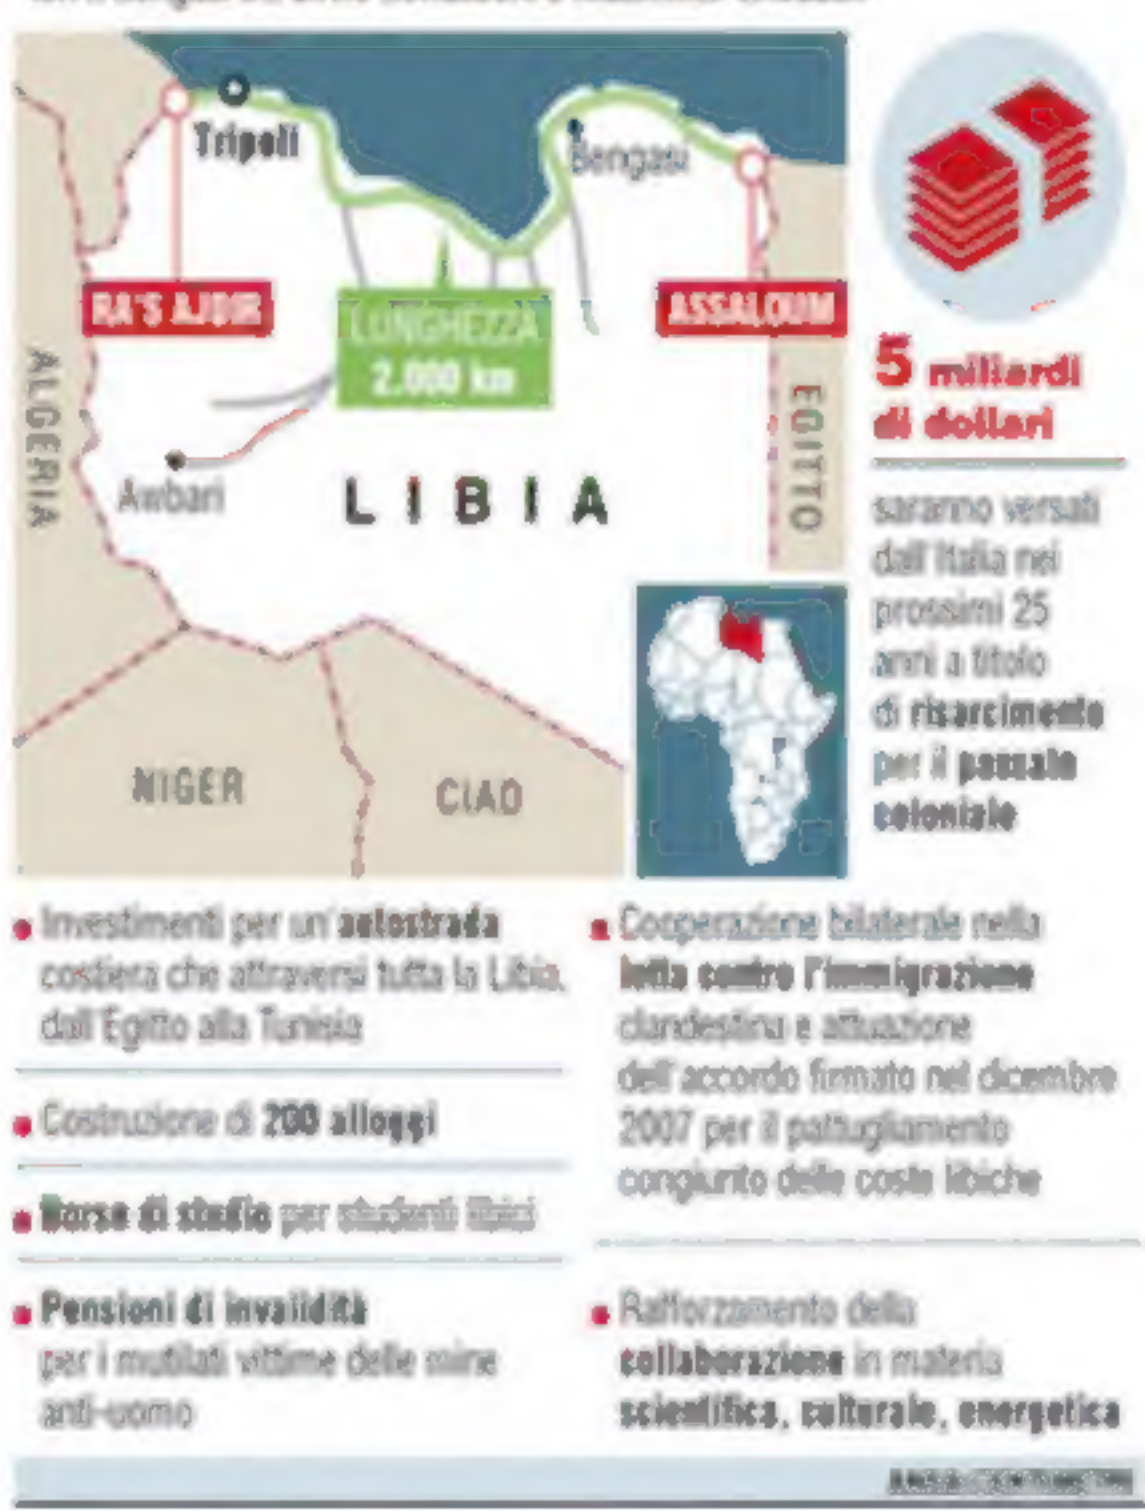 Tripoli
Bengasi
RA'S AJDIR
LUNGHEZZA
2.000 km
ASSALOUM
ALGERIA
EGITTO
Awbari
LIBIA
NIGER
CIAD
5 miliardi
di dollari
saranno versati
dall'Italia nei
prossimi 25
anni a titolo
di risarcimento
per il passato
coloniale
Investimenti per un'autostrada
costiera che attraversi tutta la Libia,
dall'Egitto alla Tunisia
Costruzione di 200 alloggi
Borse di studio per studenti libici
Pensioni di invalidità
per i mutilati vittime delle mine
anti-uomo
Cooperazione bilaterale nella
lotta contro l'immigrazione
clandestina e attuazione
dell'accordo firmato nel dicembre
2007 per il pattugliamento
congiunto delle coste libiche
Rafforzamento della
collaborazione in materia
scientifica, culturale, energetica